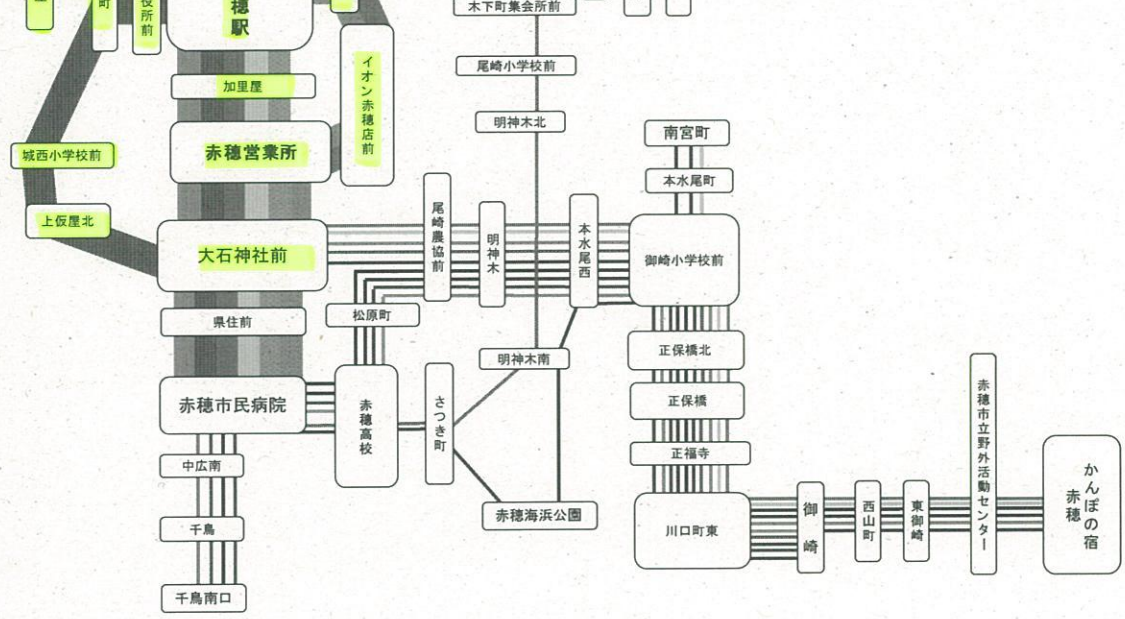 町
役所前
穂駅
木下町集会所前
加里屋
イオン赤穂店前
尾崎小学校前
明神木北
南宮町
城西小学校前
赤穂営業所
本水尾町
上仮屋北
大石神社前
尾崎農協前
明神木
本水尾西
御崎小学校前
県住前
松原町
明神木南
正保橋北
赤穂市民病院
赤穂高校
さつき町
正保橋
赤穂市立野外活動センター
中広南
正福寺
かんぽの宿
赤穂
千鳥
赤穂海浜公園
川口町東
御崎
西山町
東御崎
千鳥南口